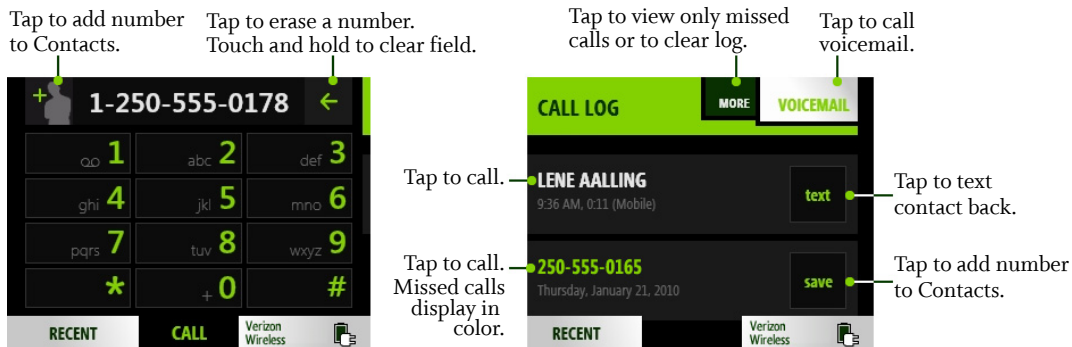 Tap to add number
to Contacts.
Tap to erase a number.
Touch and hold to clear field.
Tap to view only missed
calls or to clear log.
Tap to call
voicemail.
+
1-250-555-0178
←
1
abc 2
def 3
ghi 4
jkl 5
mno 6
pqrs 7
tuv 8
wxyz 9
*
+ 0
#
RECENT
CALL
Verizon
Wireless
CALL LOG
MORE
VOICEMAIL
Tap to call.
LENE AALLING
9:36 AM, 0:11 (Mobile)
text
Tap to text
contact back.
Tap to call.
Missed calls
display in
color.
250-555-0165
Thursday, January 21, 2010
save
Tap to add number
to Contacts.
RECENT
Verizon
Wireless